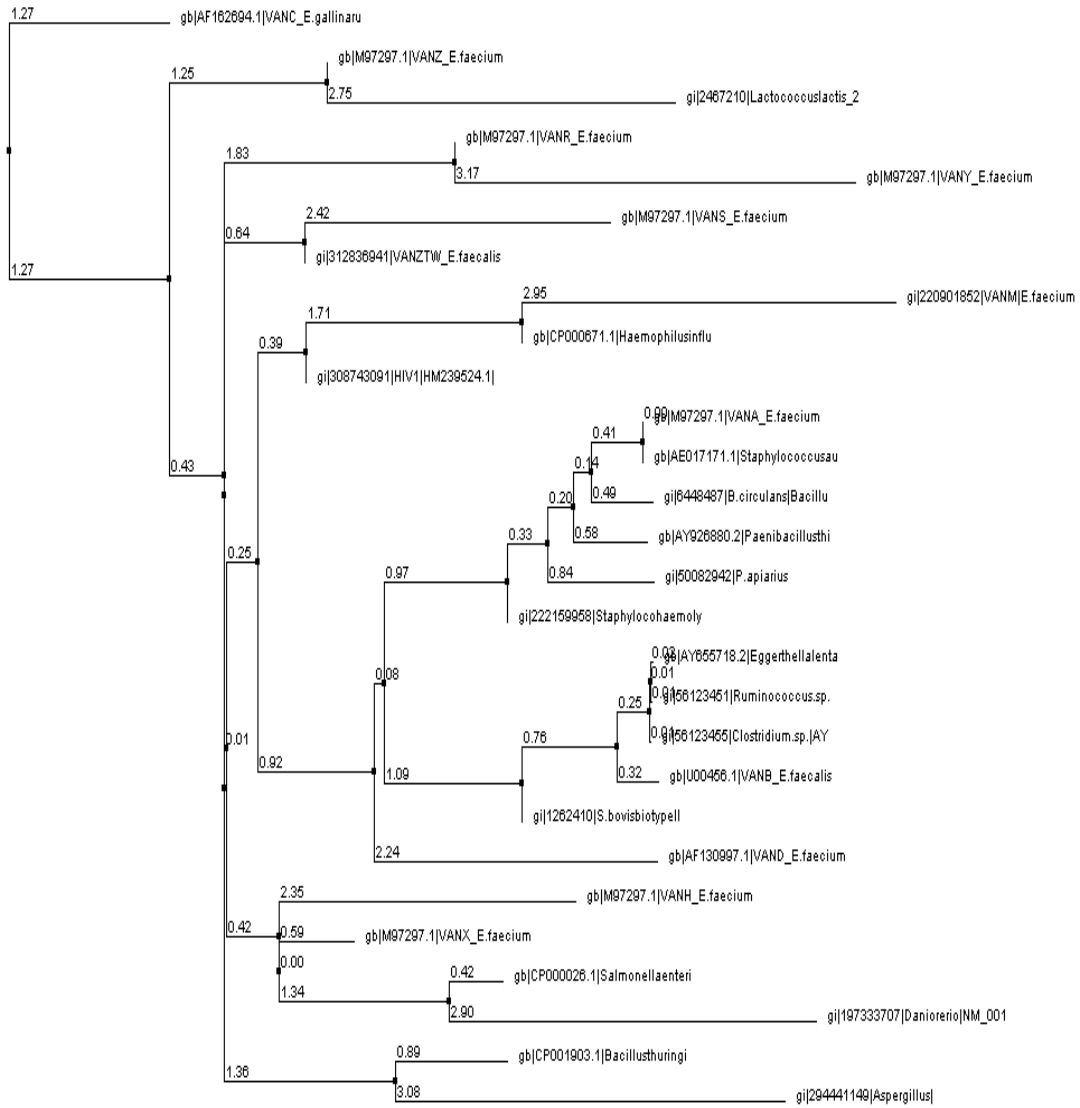 1.27
gb|AF162694.1|VANC_E.gallinaru
gb|M97297.1|VANZ_E.faecium
1.25
2.75
gi|2467210|Lactococcuslactis_2
gb|M97297.1|VANR_E.faecium
1.83
3.17
gb|M97297.1|VANY_E.faecium
2.42
gb|M97297.1|VANS_E.faecium
0.64
gi|312836941|VANZTW_E.faecalis
1.27
2.95
gi|220901852|VANM|E.faecium
1.71
gb|CP000671.1|Haemophilusinflu
0.39
gi|308743091|HIV1|HM239524.1|
0.00
gb|M97297.1|VANA_E.faecium
0.41
gb|AE017171.1|Staphylococcusau
0.14
0.43
0.49
gi|6448487|B.circulans|Bacillu
0.20
0.58
gb|AY926880.2|Paenibacillusthi
0.33
0.25
0.97
0.84
gi|50082942|P.apiarius
gi|222159958|Staphylocohaemoly
0.02
gb|AY655718.2|Eggerthellalenta
0.01
0.08
0.01
gi|56123451|Ruminococcus.sp.
0.25
0.01
gi|56123455|Clostridium.sp.|AY
0.01
0.76
0.92
1.09
0.32
gb|U00456.1|VANB_E.faecalis
gi|1262410|S.bovisbiotypeII
2.24
gb|AF130997.1|VAND_E.faecium
2.35
gb|M97297.1|VANH_E.faecium
0.42
0.59
gb|M97297.1|VANX_E.faecium
0.00
0.42
gb|CP000026.1|Salmonellaenteri
1.34
2.90
gi|197333707|Daniorerio|NM_001
0.89
gb|CP001903.1|Bacillusthuringi
1.36
3.08
gi|294441149|Aspergillus|